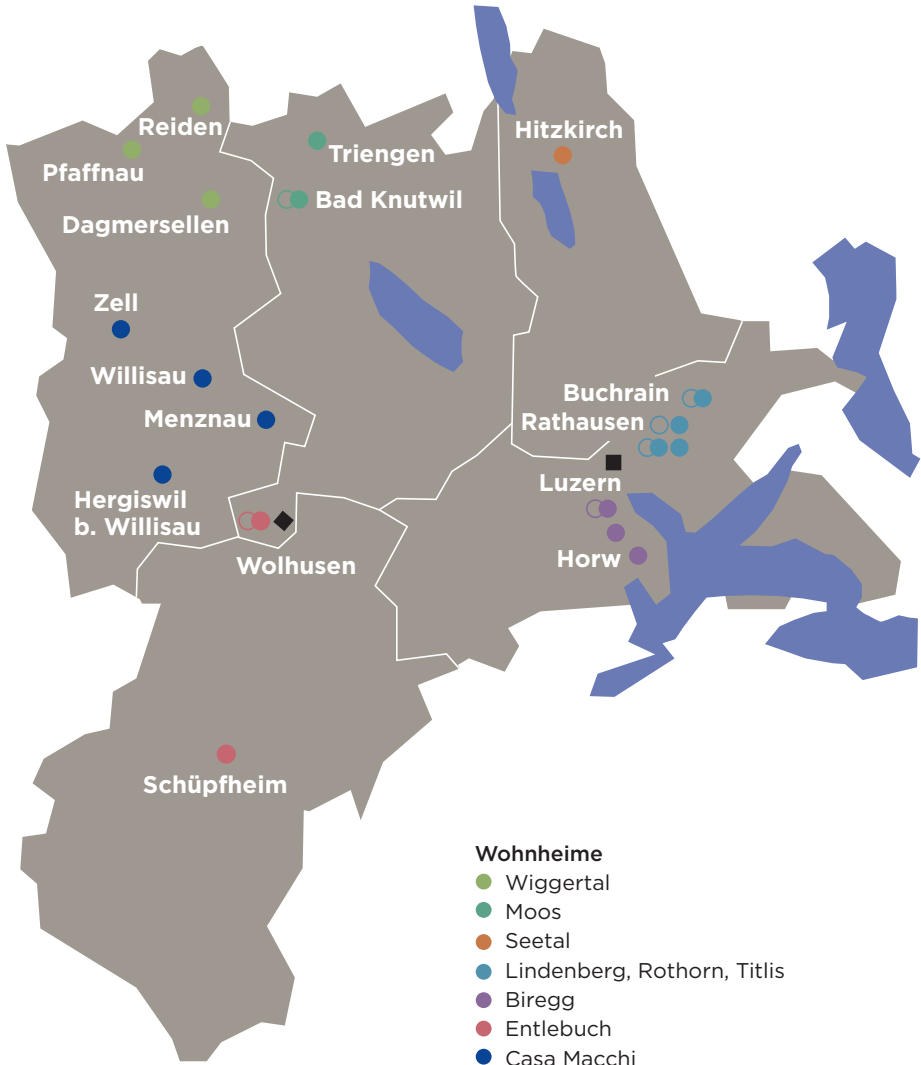 Reiden
Hitzkirch
Triengen
Pfaffnau
Bad Knutwil
Dagmersellen
Zell
Willisau
Buchrain
Menznau
Rathausen
Luzern
Hergiswil
b. Willisau
Horw
Wolhusen
Schüpfheim
Wohnheime
Wiggertal
Moos
Seetal
Lindenberg, Rothorn, Titlis
Biregg
Entlebuch
Casa Macchi